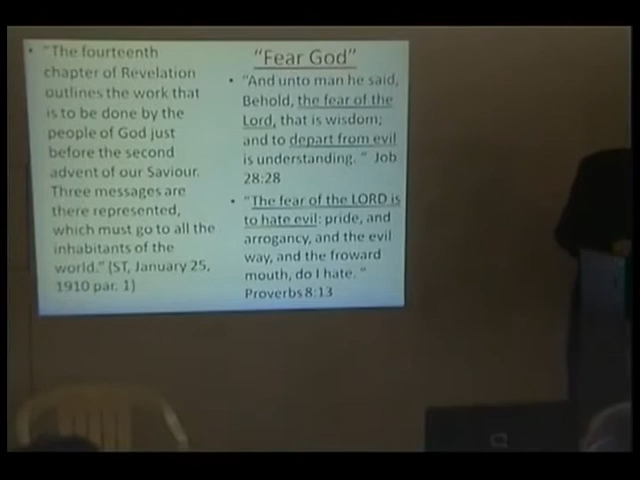 • "The fourteenth
chapter of Revelation
outlines the work that
is to be done by the
people of God just
before the second
advent of our Saviour.
Three messages are
there represented,
which must go to all the
inhabitants of the
world." {ST, January 25,
1910 par. 1}
"Fear God"
• "And unto man he said,
Behold, the fear of the
Lord, that is wisdom;
and to depart from evil
is understanding. " Job
28:28
• "The fear of the LORD is
to hate evil: pride, and
arrogancy, and the evil
way, and the froward
mouth, do I hate. "
Proverbs 8:13